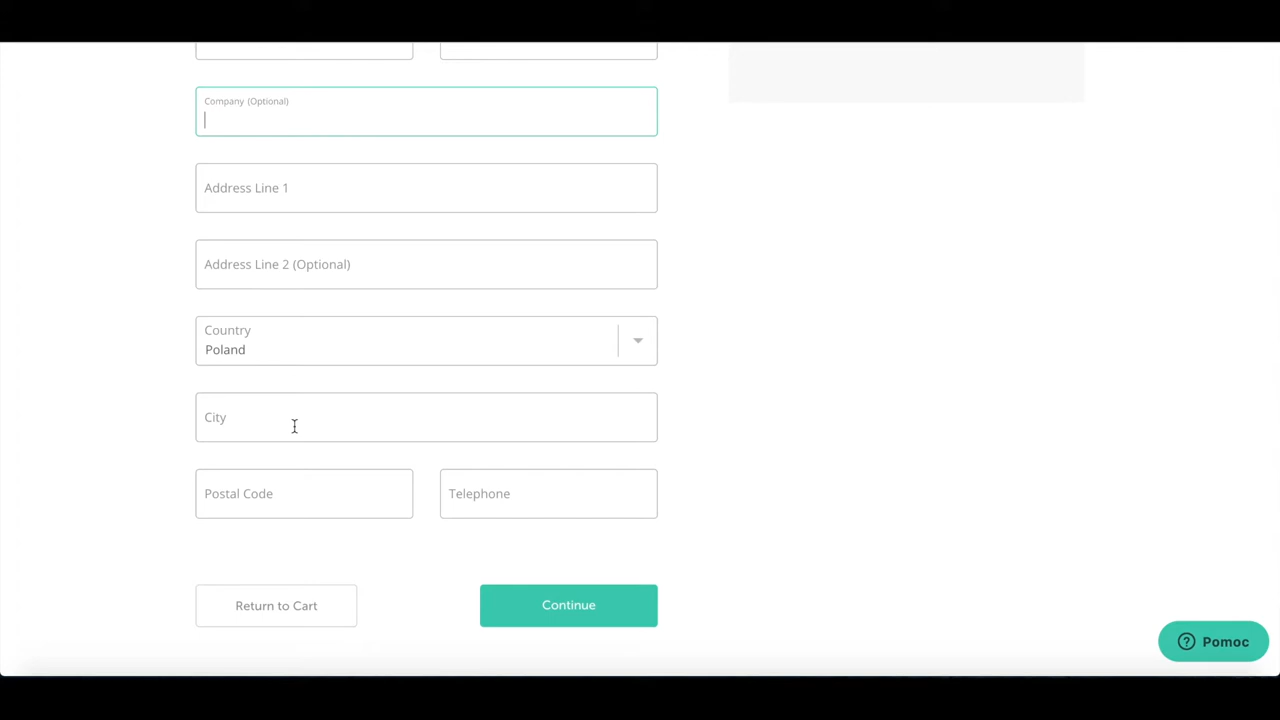 Company (Optional)
Address Line 1
Address Line 2 (Optional)
Country
Poland
City
Postal Code
Telephone
Return to Cart
Continue
Pomoc